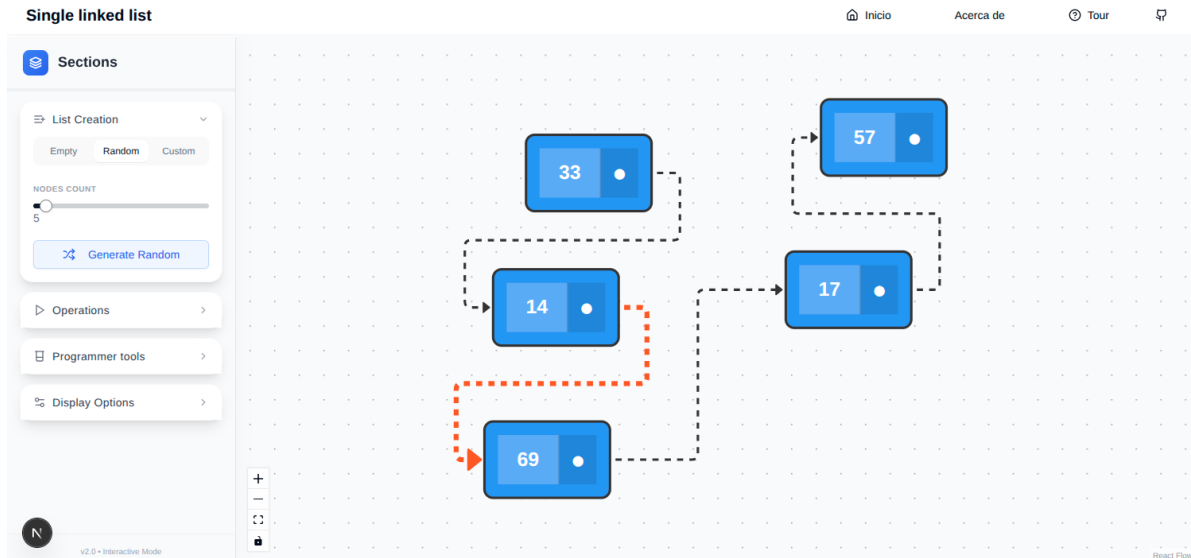 Single linked list
Inicio
Acerca de
Tour
Sections
List Creation
Empty Random Custom
NODES COUNT
5
Generate Random
Operations
Programmer tools
Display Options
N
v2.0 • Interactive Mode
33
57
14
17
69
React Flow